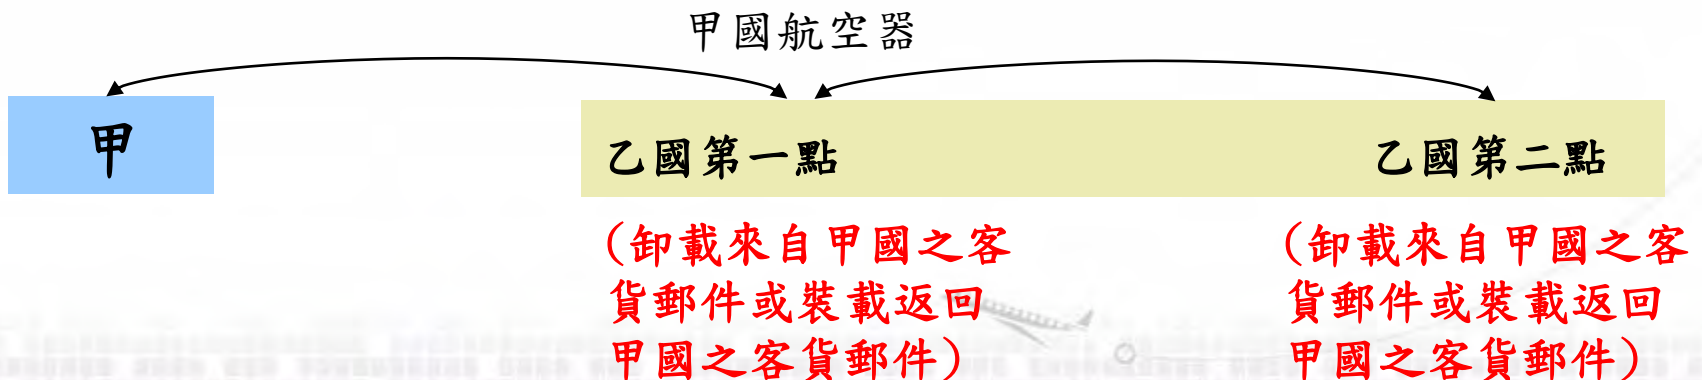 甲國航空器
甲
乙國第一點
乙國第二點
(卸載來自甲國之客
貨郵件或裝載返回
甲國之客貨郵件)
(卸載來自甲國之客
貨郵件或裝載返回
甲國之客貨郵件)